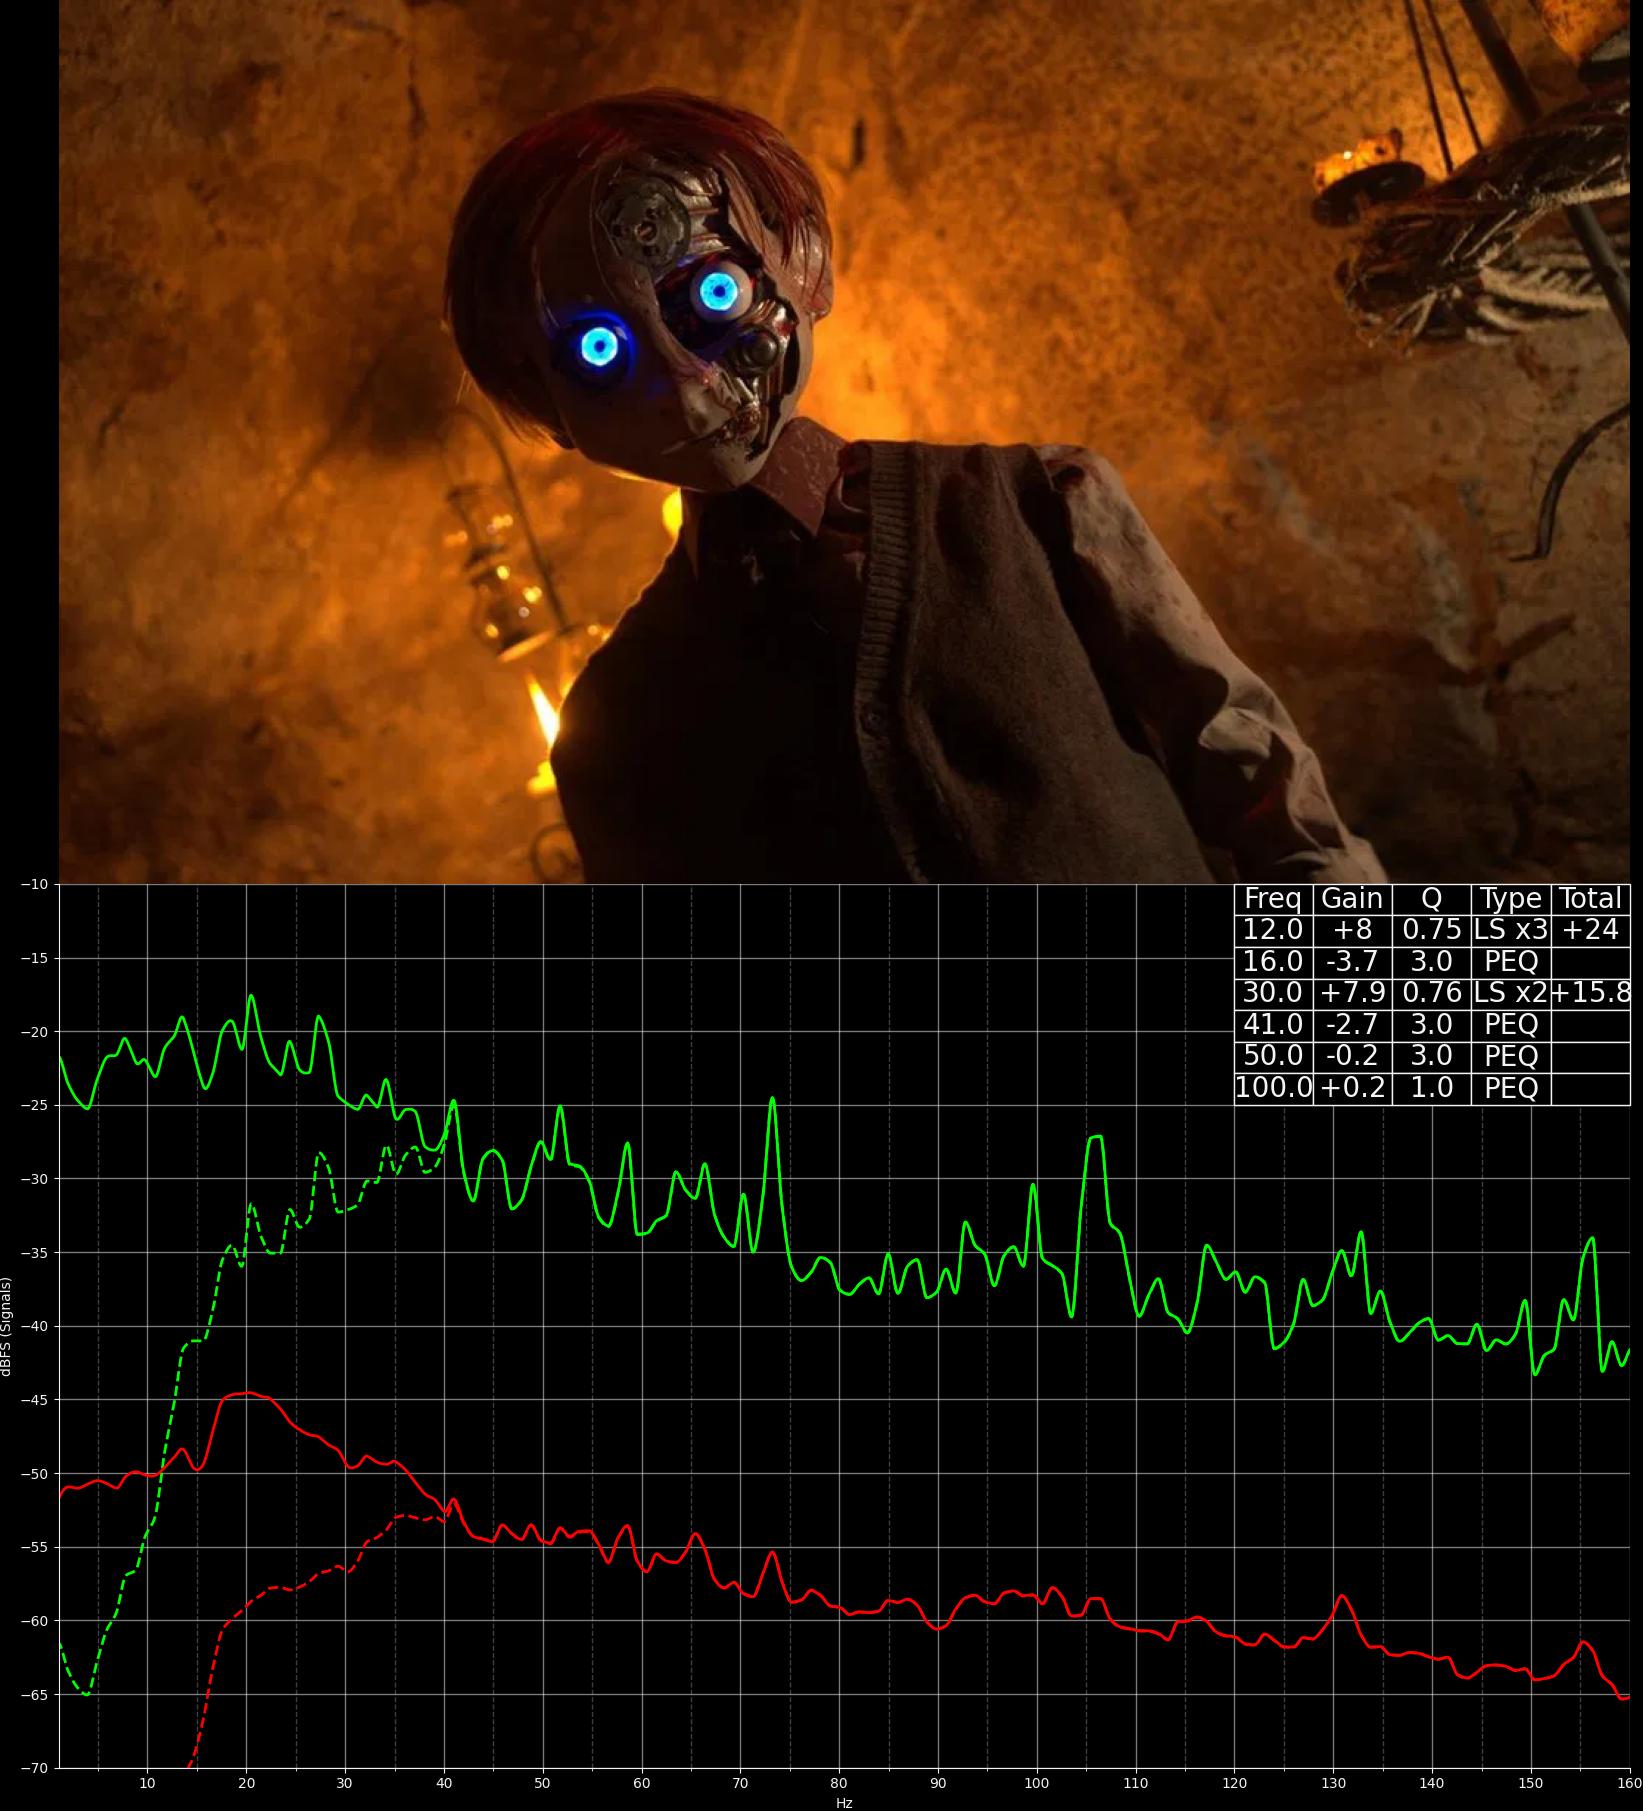 Freq Gain Q Type Total
12.0 +8 0.75 LS x3 +24
16.0 -3.7 3.0 PEQ
30.0 +7.9 0.76 LS x2 +15.8
41.0 -2.7 3.0 PEQ
50.0 -0.2 3.0 PEQ
100.0 +0.2 1.0 PEQ
−10
−15
−20
−25
−30
−35
−40
−45
−50
−55
−60
−65
−70
dBFS (Signals)
10 20 30 40 50 60 70 80 90 100 110 120 130 140 150 160
Hz